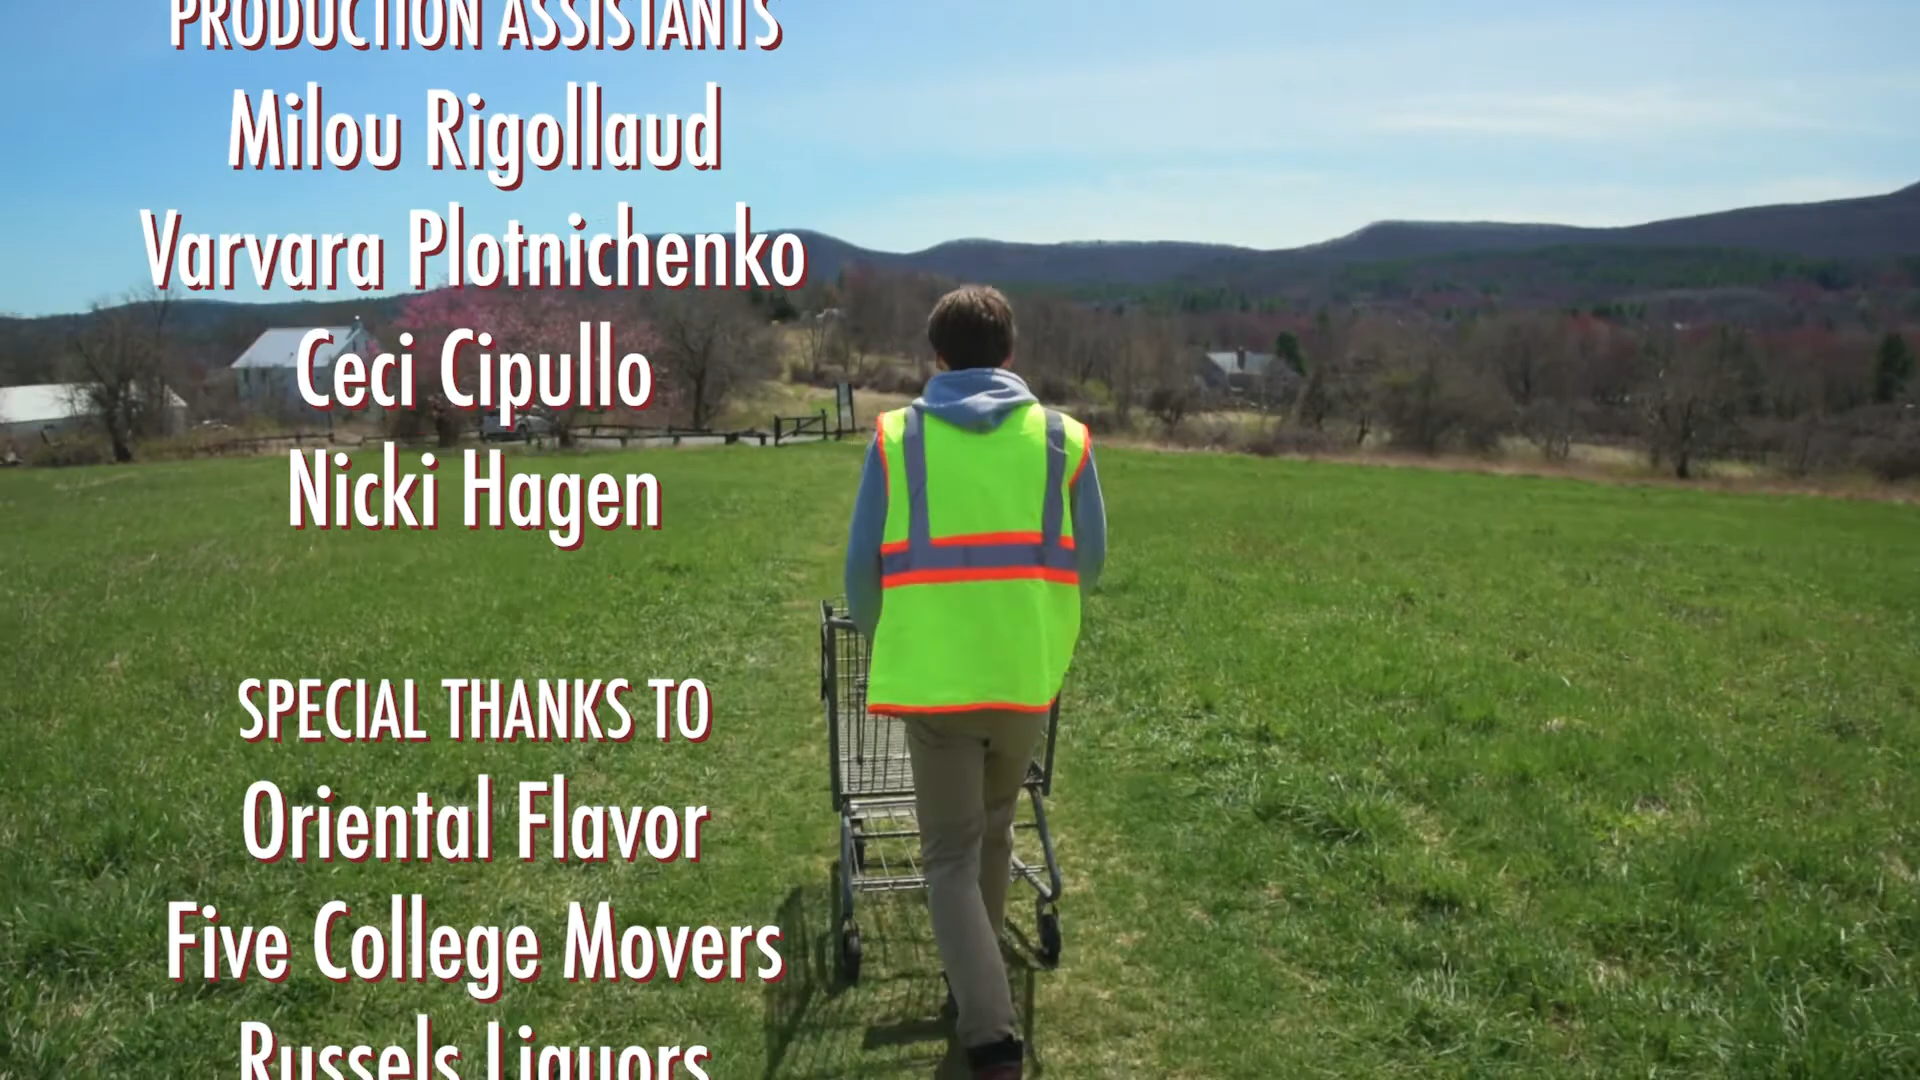 PRODUCTION ASSISTANTS
Milou Rigollaud
Varvara Plotnichenko
Ceci Cipullo
Nicki Hagen
SPECIAL THANKS TO
Oriental Flavor
Five College Movers
Russels Liquors